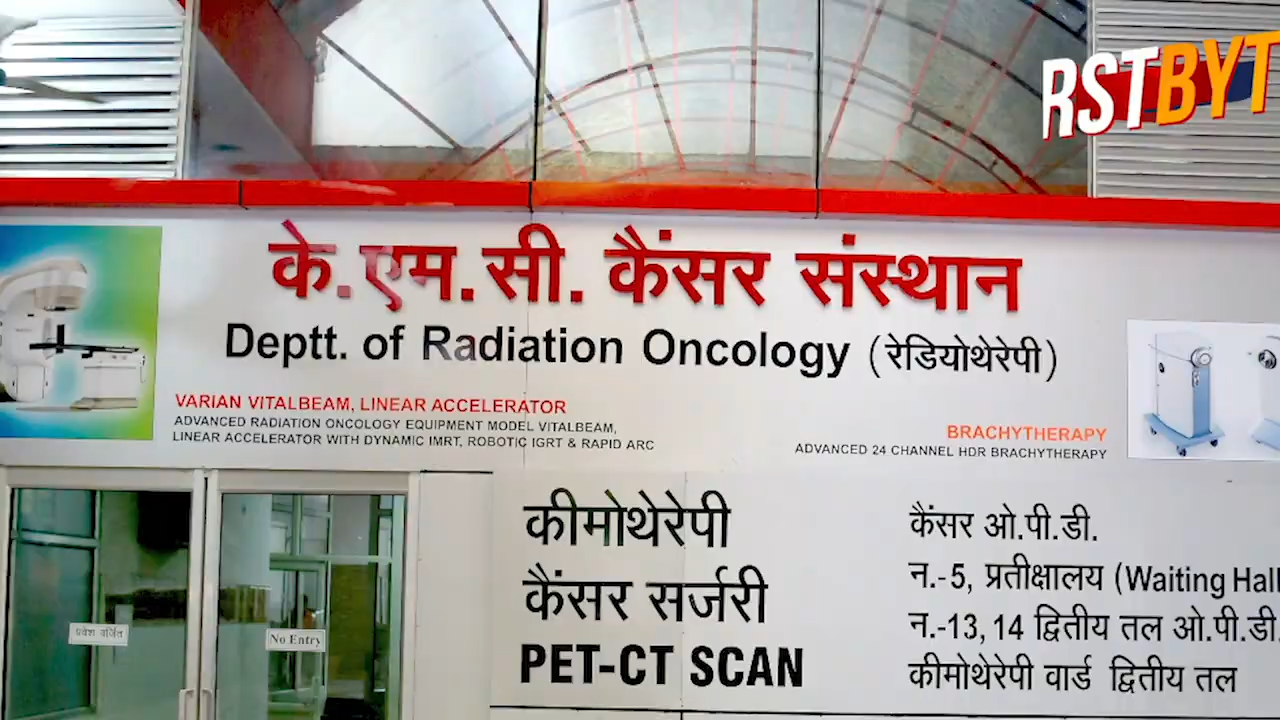 RSTBYT
के.एम.सी. कैंसर संस्थान
Deptt. of Radiation Oncology (रेडियोथेरेपी)
VARIAN VITALBEAM, LINEAR ACCELERATOR
ADVANCED RADIATION ONCOLOGY EQUIPMENT MODEL VITALBEAM,
LINEAR ACCELERATOR WITH DYNAMIC IMRT, ROBOTIC IGRT & RAPID ARC
BRACHYTHERAPY
ADVANCED 24 CHANNEL HDR BRACHYTHERAPY
कीमोथेरेपी
कैंसर सर्जरी
PET-CT SCAN
कैंसर ओ.पी.डी.
न.-5, प्रतीक्षालय (Waiting Hall
न.-13, 14 द्वितीय तल ओ.पी.डी.
कीमोथेरेपी वार्ड द्वितीय तल
प्रवेश वर्जित
No Entry